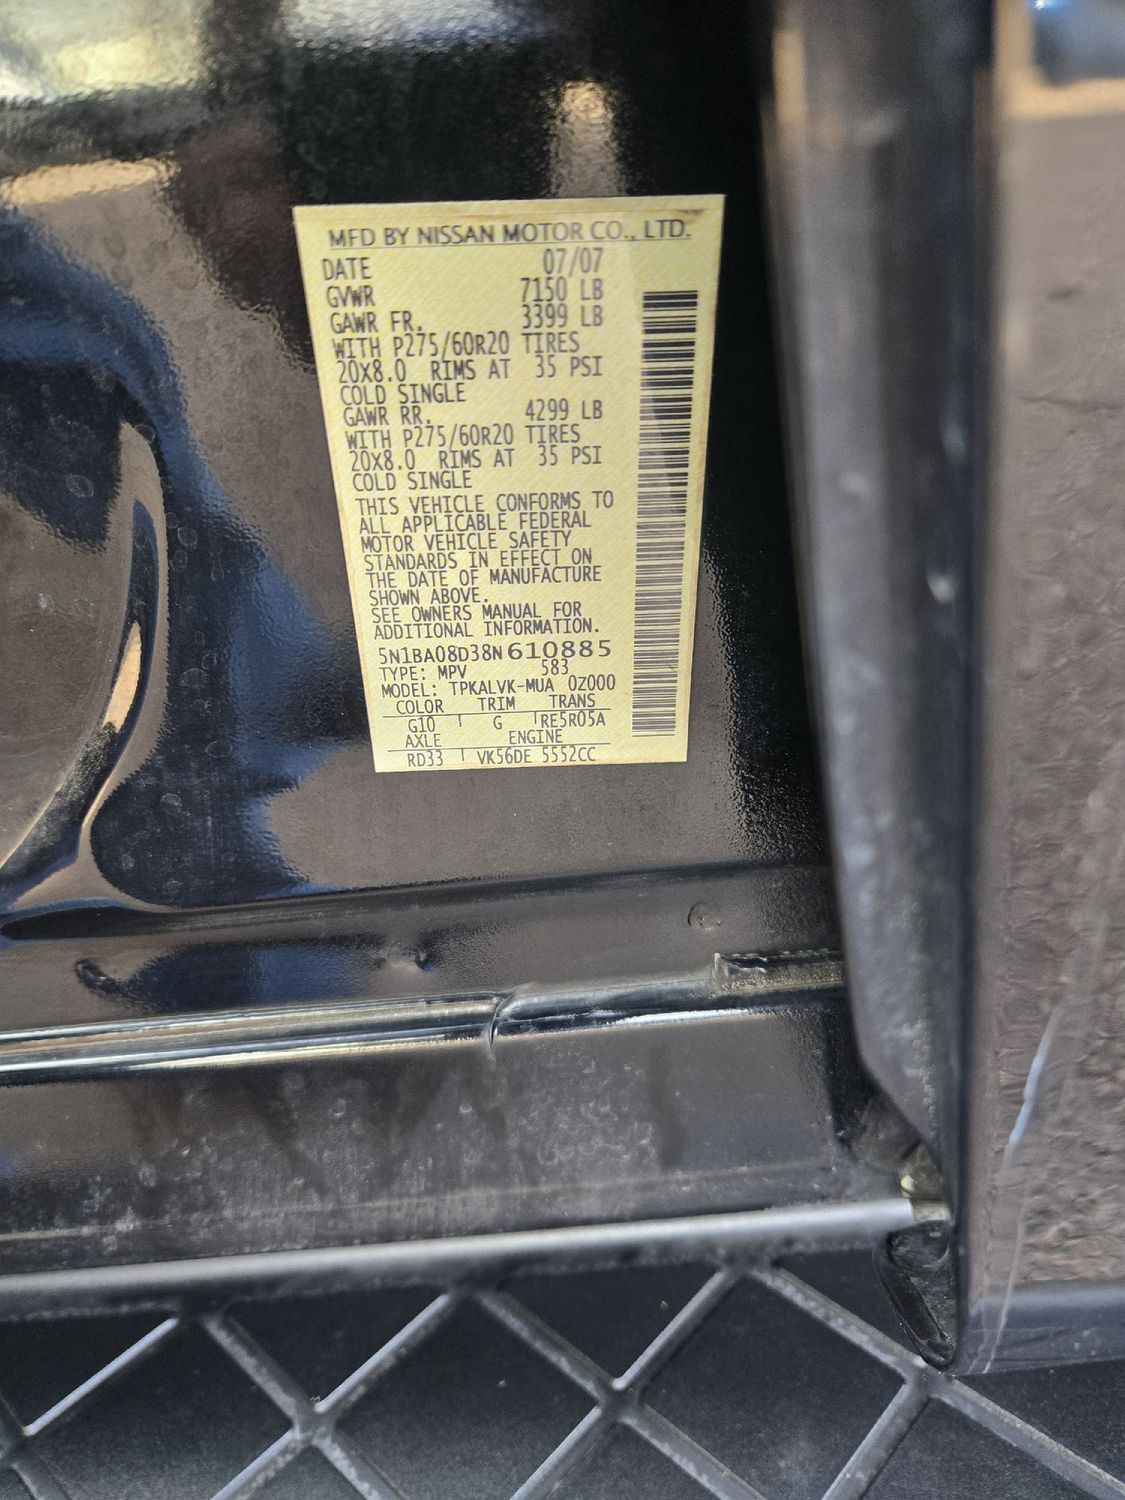 MFD BY NISSAN MOTOR CO., LTD.
DATE 07/07
GVWR 7150 LB
GAWR FR. 3399 LB
WITH P275/60R20 TIRES
20X8.0 RIMS AT 35 PSI
COLD SINGLE
GAWR RR. 4299 LB
WITH P275/60R20 TIRES
20X8.0 RIMS AT 35 PSI
COLD SINGLE
THIS VEHICLE CONFORMS TO
ALL APPLICABLE FEDERAL
MOTOR VEHICLE SAFETY
STANDARDS IN EFFECT ON
THE DATE OF MANUFACTURE
SHOWN ABOVE.
SEE OWNERS MANUAL FOR
ADDITIONAL INFORMATION.
5N1BA08D38N610885
TYPE: MPV 583
MODEL: TPKALVK-MUA 0Z000
COLOR TRIM TRANS
G10 G RE5R05A
AXLE ENGINE
RD33 VK56DE 5552CC